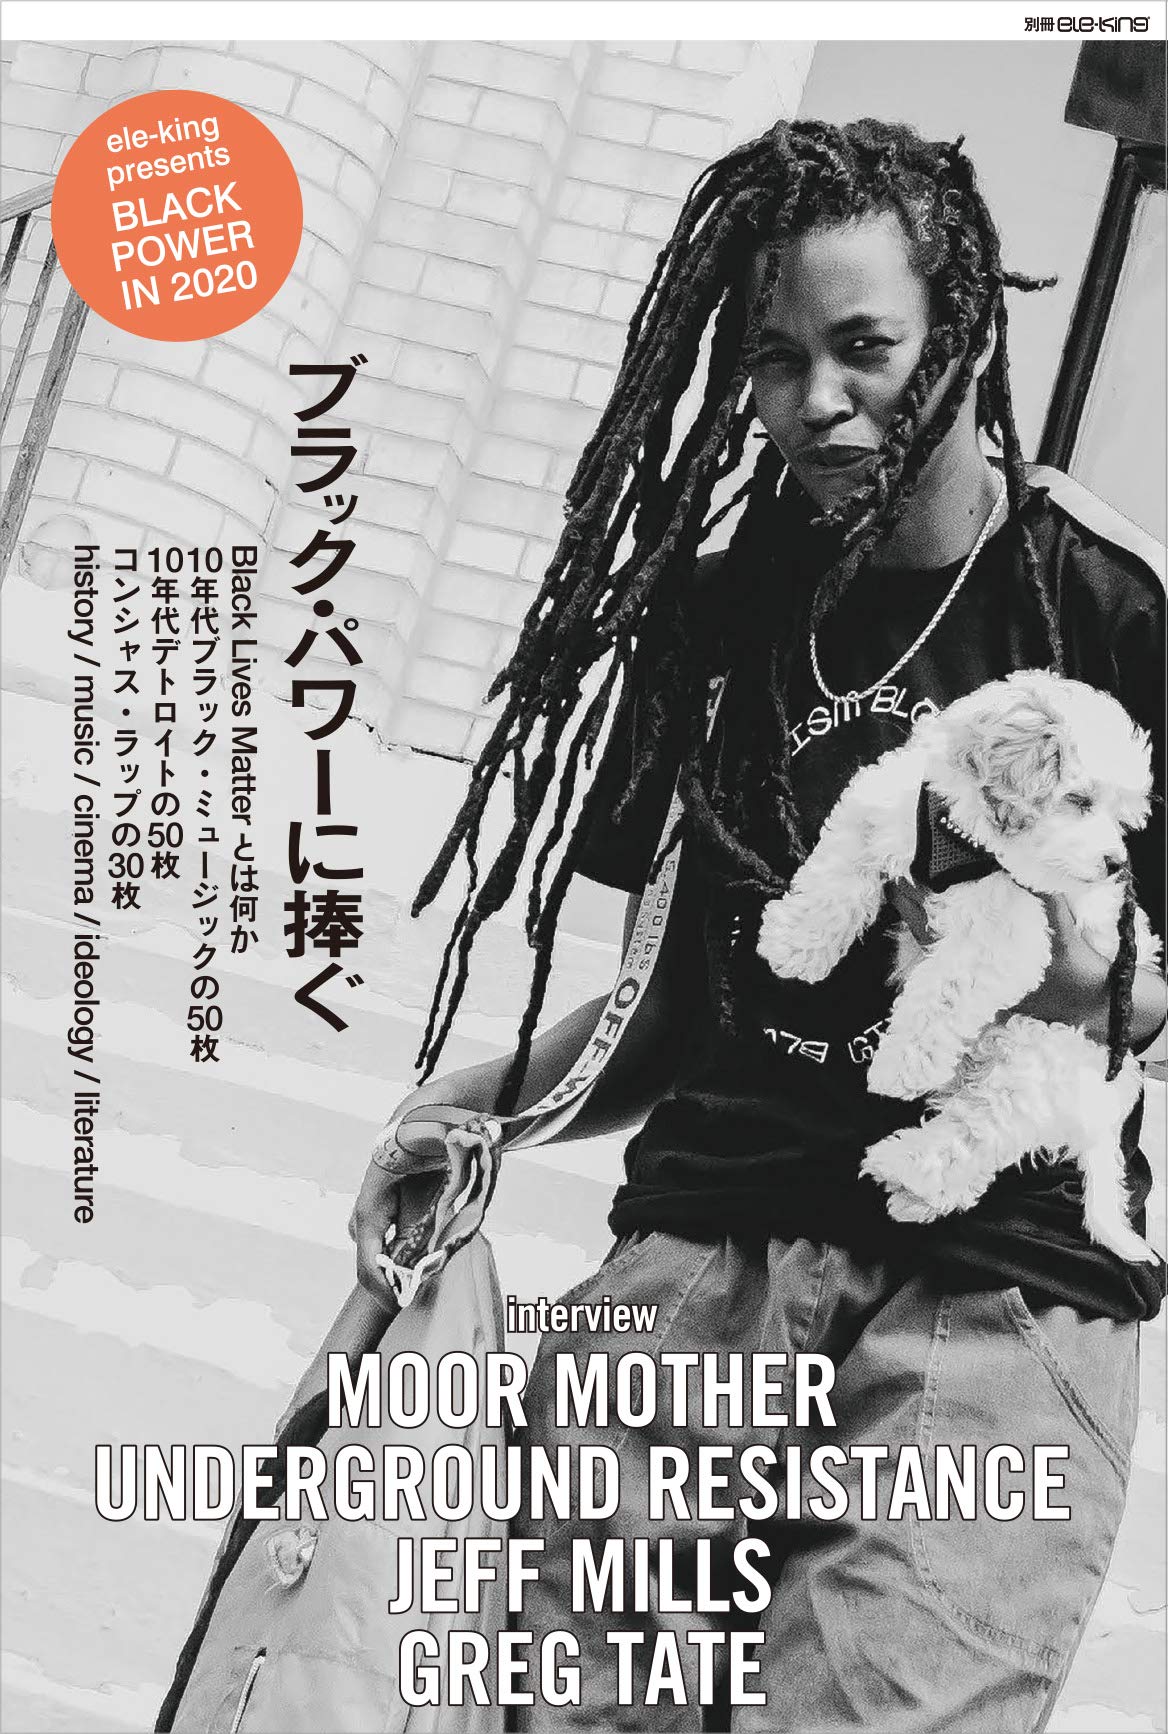 別冊 ele-king
ele-king
presents
BLACK
POWER
IN 2020
ブラック・パワーに捧ぐ
Black Lives Matter とは何か
10年代ブラック・ミュージックの50枚
10年代デトロイトの50枚
コンシャス・ラップの30枚
history / music / cinema / ideology / literature
ISM BL
OFF-W
interview
MOOR MOTHER
UNDERGROUND RESISTANCE
JEFF MILLS
GREG TATE